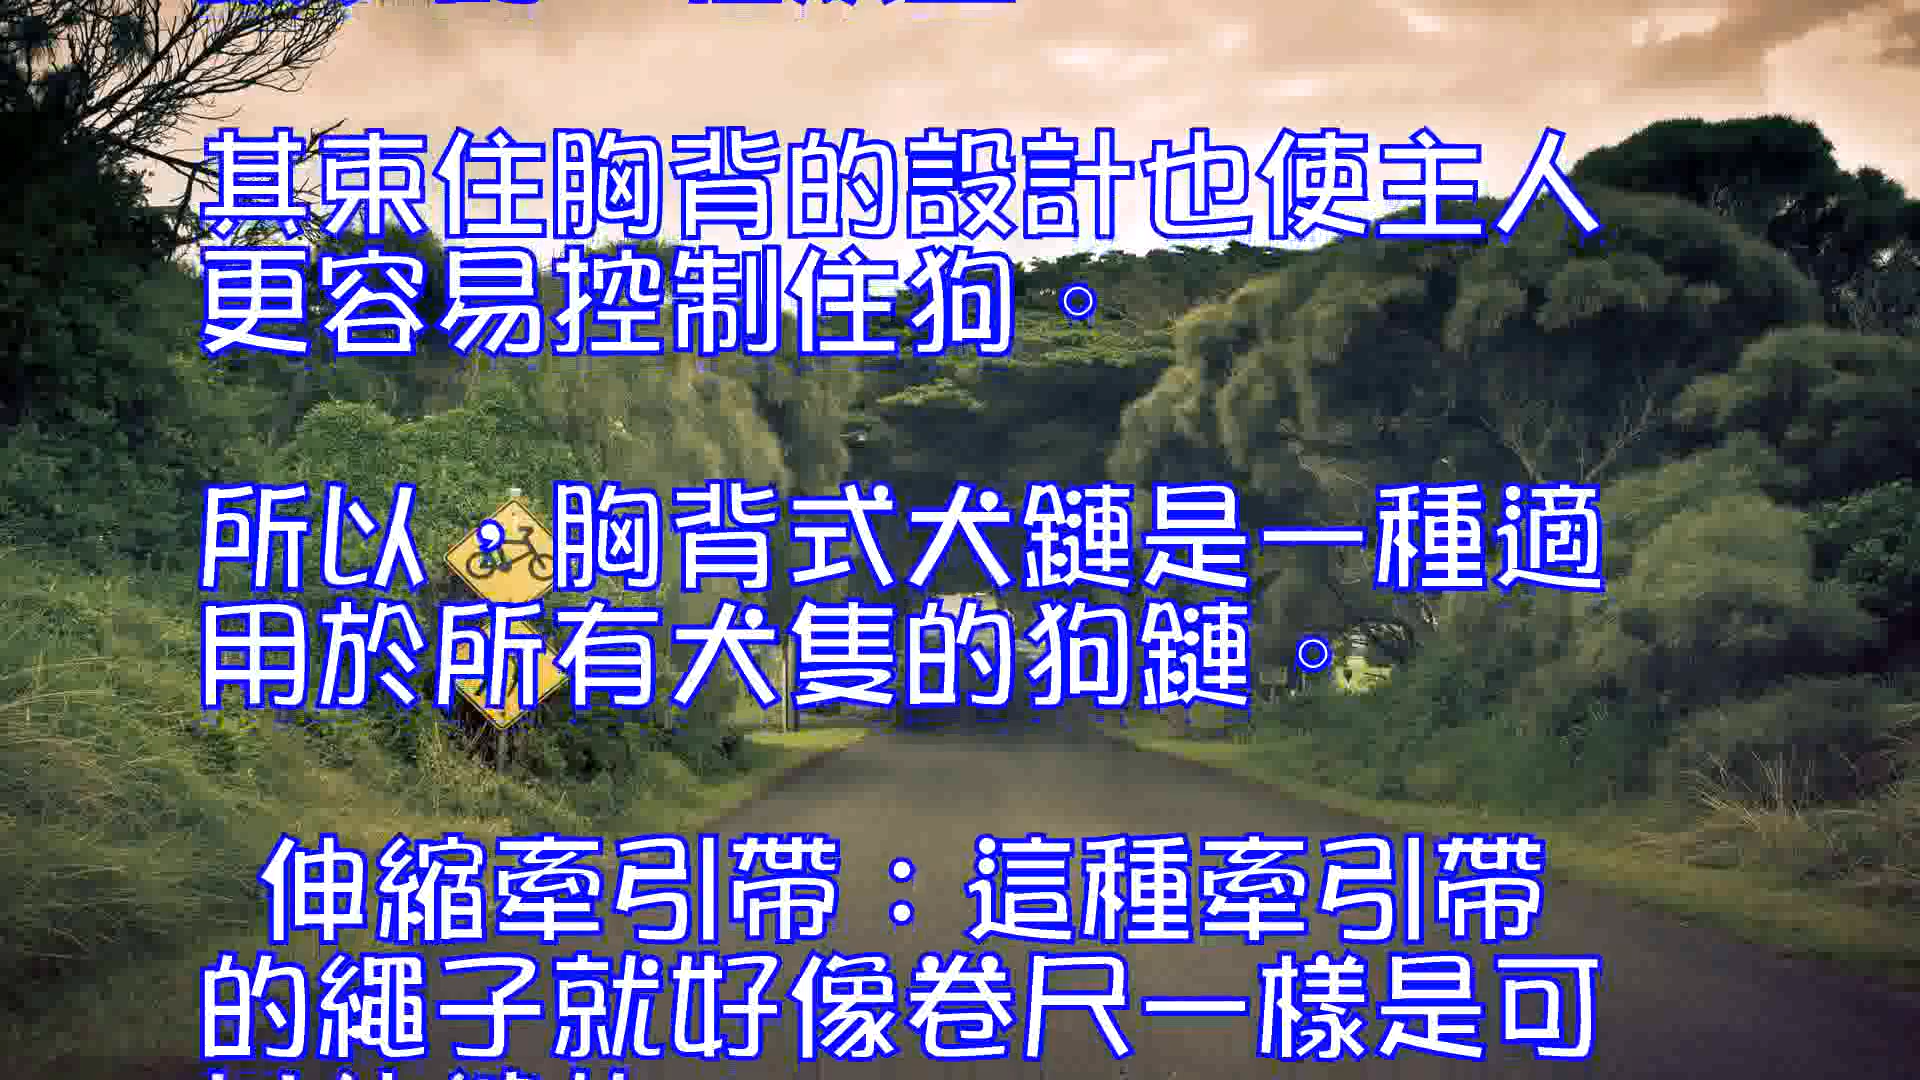 其束住胸背的設計也使主人
更容易控制住狗。
所以，胸背式犬鏈是一種適
用於所有犬隻的狗鏈。
伸縮牽引帶：這種牽引帶
的繩子就好像卷尺一樣是可